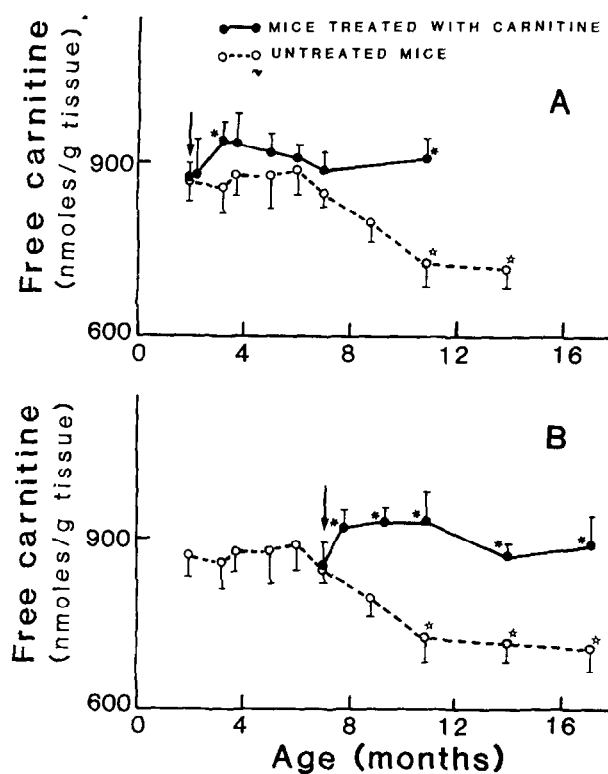 MICE TREATED WITH CARNITINE
UNTREATED MICE
A
Free carnitine
(nmoles/g tissue)
900
600
0 4 8 12 16
*
*
☆
☆
B
Free carnitine
(nmoles/g tissue)
900
600
0 4 8 12 16
* * * * *
☆ ☆ ☆
Age (months)